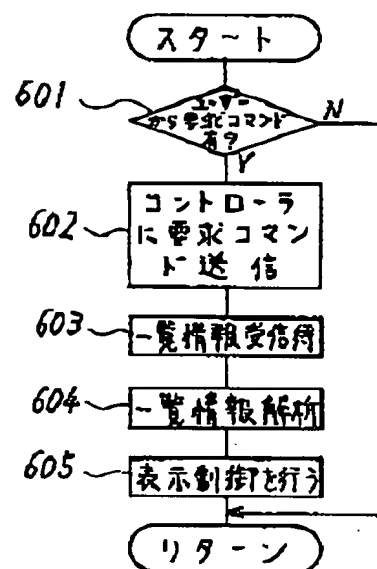 スタート
601
ユーザー
から要求コマンド
有?
N
Y
602
コントローラ
に要求コマン
ド送信
603
一覧情報受信待
604
一覧情報解析
605
表示制御を行う
リターン